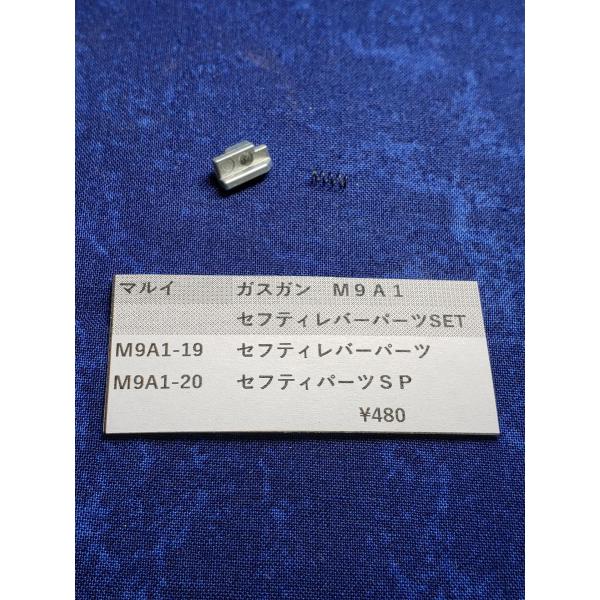 マルイ ガスガン Ｍ９Ａ１
セフティレバーパーツSET
M9A1-19 セフティレバーパーツ
M9A1-20 セフティパーツＳＰ
¥480